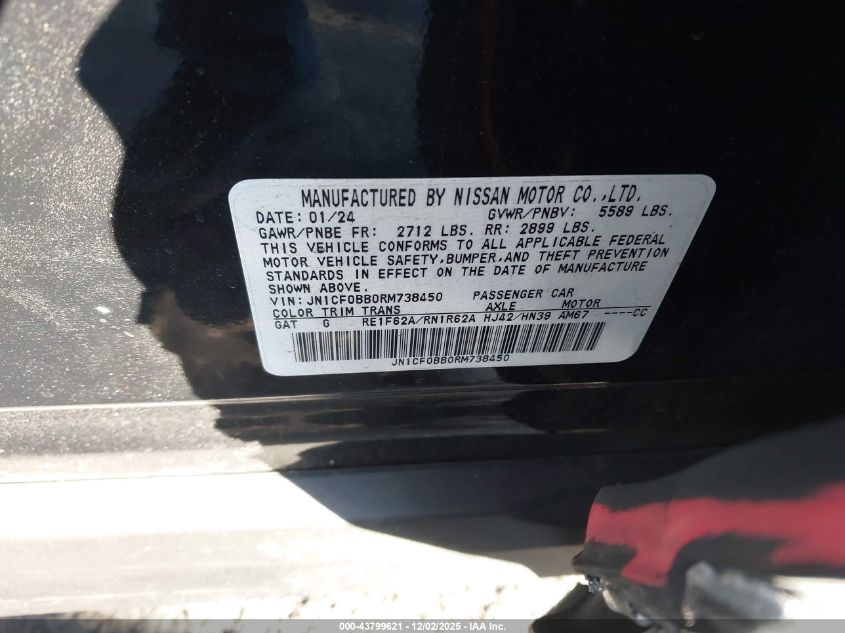 MANUFACTURED BY NISSAN MOTOR CO.,LTD.
DATE: 01/24 GVWR/PNBV: 5589 LBS.
GAWR/PNBE FR: 2712 LBS. RR: 2899 LBS.
THIS VEHICLE CONFORMS TO ALL APPLICABLE FEDERAL
MOTOR VEHICLE SAFETY,BUMPER,AND THEFT PREVENTION
STANDARDS IN EFFECT ON THE DATE OF MANUFACTURE
SHOWN ABOVE.
VIN: JN1CF0BB0RM738450 PASSENGER CAR
COLOR TRIM TRANS AXLE MOTOR
GAT G RE1F62A/RN1R62A HJ42/HN39 AM67 ----CC
JN1CF0BB0RM738450
000-43799621 - 12/02/2025 - IAA Inc.